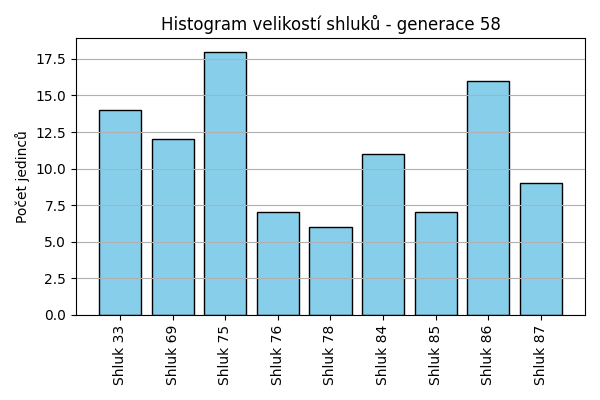 Histogram velikostí shluků - generace 58
Počet jedinců
17.5
15.0
12.5
10.0
7.5
5.0
2.5
0.0
Shluk 33
Shluk 69
Shluk 75
Shluk 76
Shluk 78
Shluk 84
Shluk 85
Shluk 86
Shluk 87